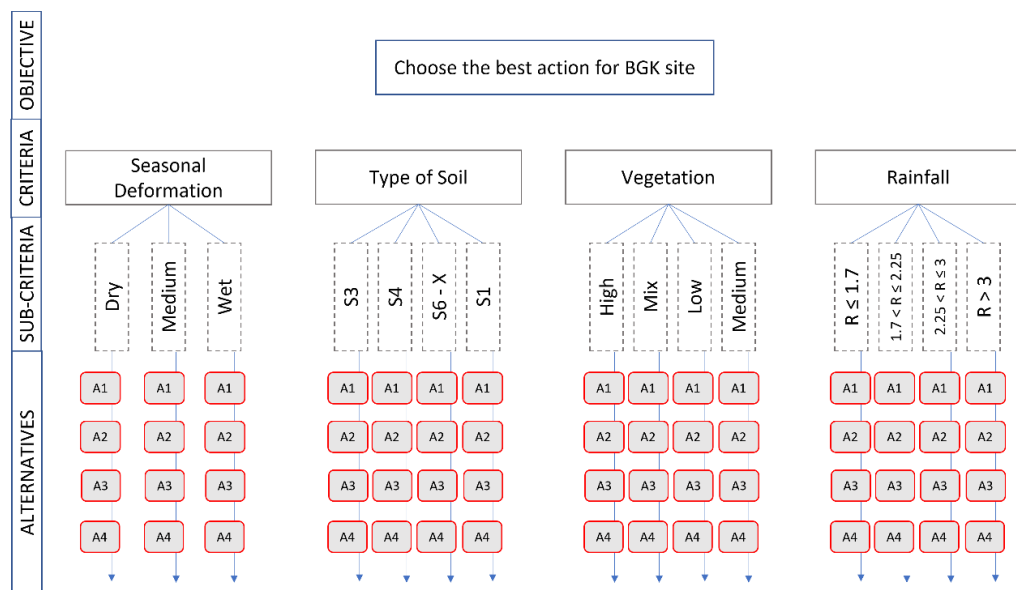 OBJECTIVE
Choose the best action for BGK site
CRITERIA
Seasonal
Deformation
Type of Soil
Vegetation
Rainfall
SUB-CRITERIA
Dry
Medium
Wet
S3
S4
S6 - X
S1
High
Mix
Low
Medium
R ≤ 1.7
1.7 < R ≤ 2.25
2.25 < R ≤ 3
R > 3
ALTERNATIVES
A1 A1 A1 A1 A1 A1 A1 A1 A1 A1 A1 A1 A1 A1 A1
A2 A2 A2 A2 A2 A2 A2 A2 A2 A2 A2 A2 A2 A2 A2
A3 A3 A3 A3 A3 A3 A3 A3 A3 A3 A3 A3 A3 A3 A3
A4 A4 A4 A4 A4 A4 A4 A4 A4 A4 A4 A4 A4 A4 A4